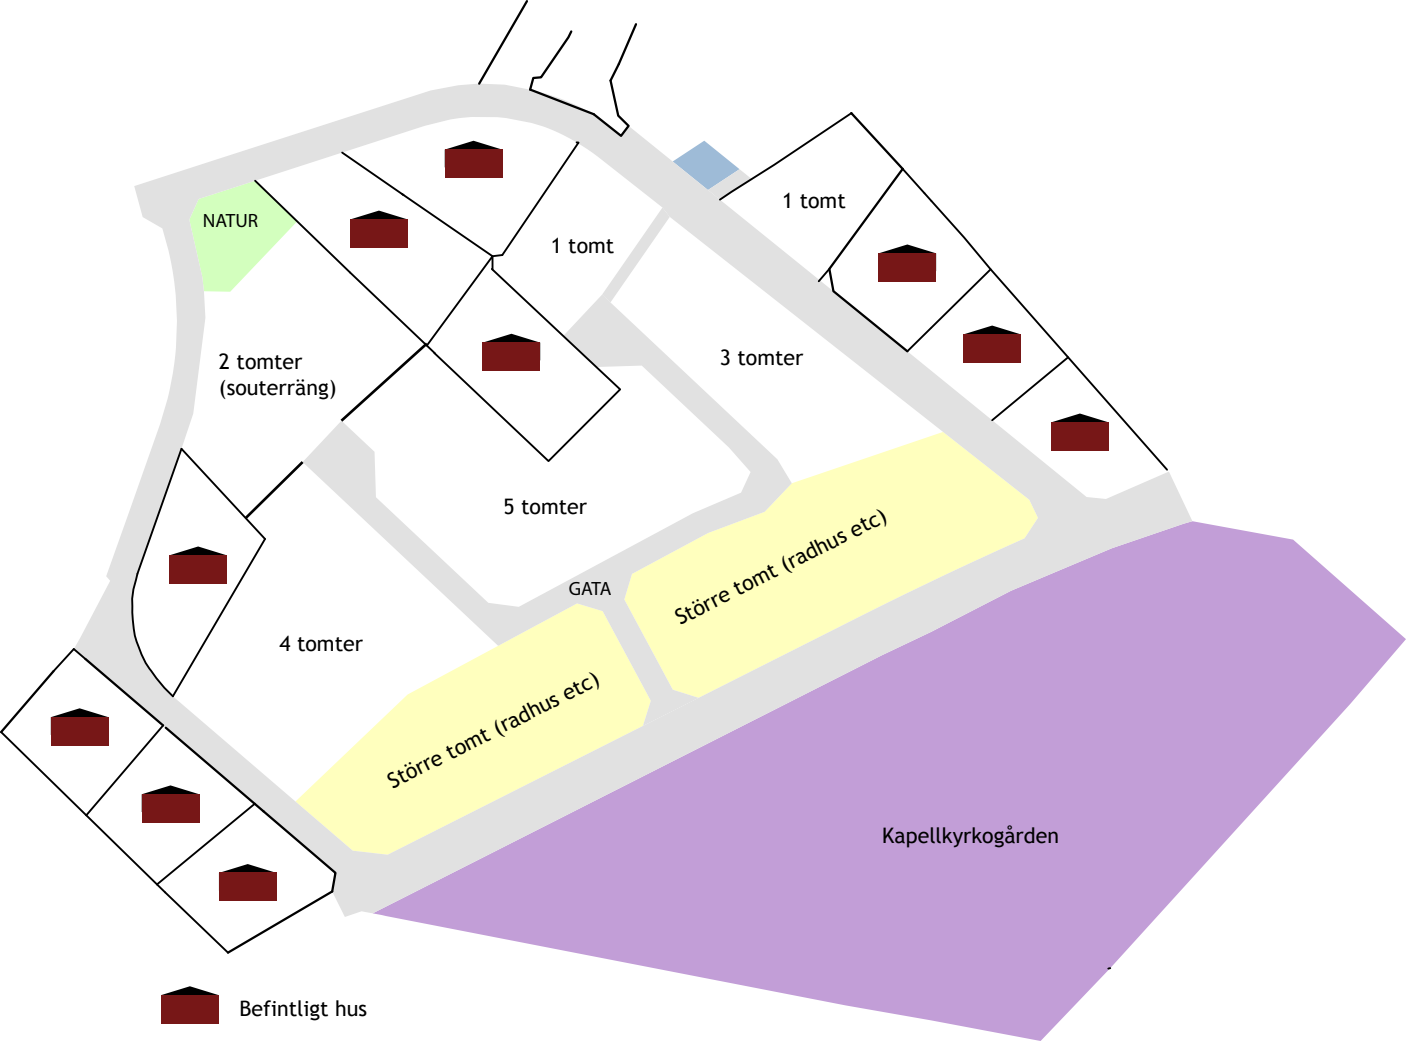 NATUR
1 tomt
1 tomt
2 tomter
(souterräng)
3 tomter
5 tomter
Större tomt (radhus etc)
GATA
4 tomter
Större tomt (radhus etc)
Kapellkyrkogården
Befintligt hus